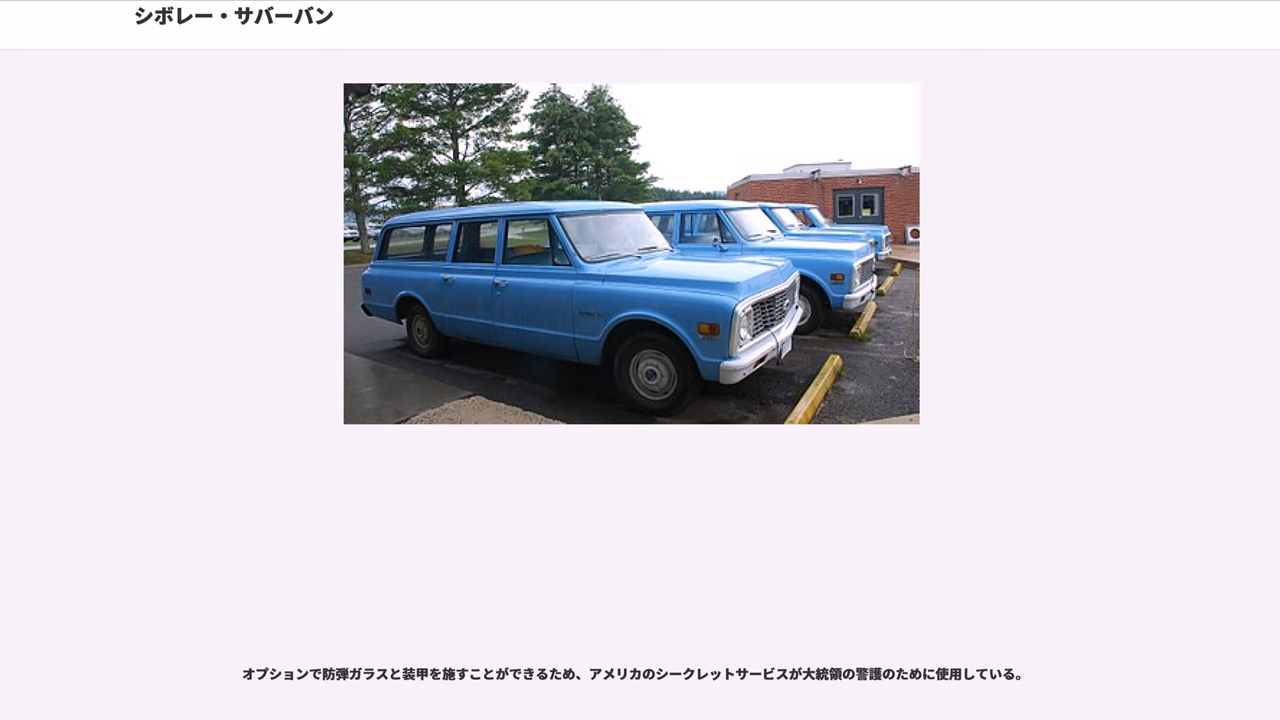 シボレー・サバーバン
オプションで防弾ガラスと装甲を施すことができるため、アメリカのシークレットサービスが大統領の警護のために使用している。